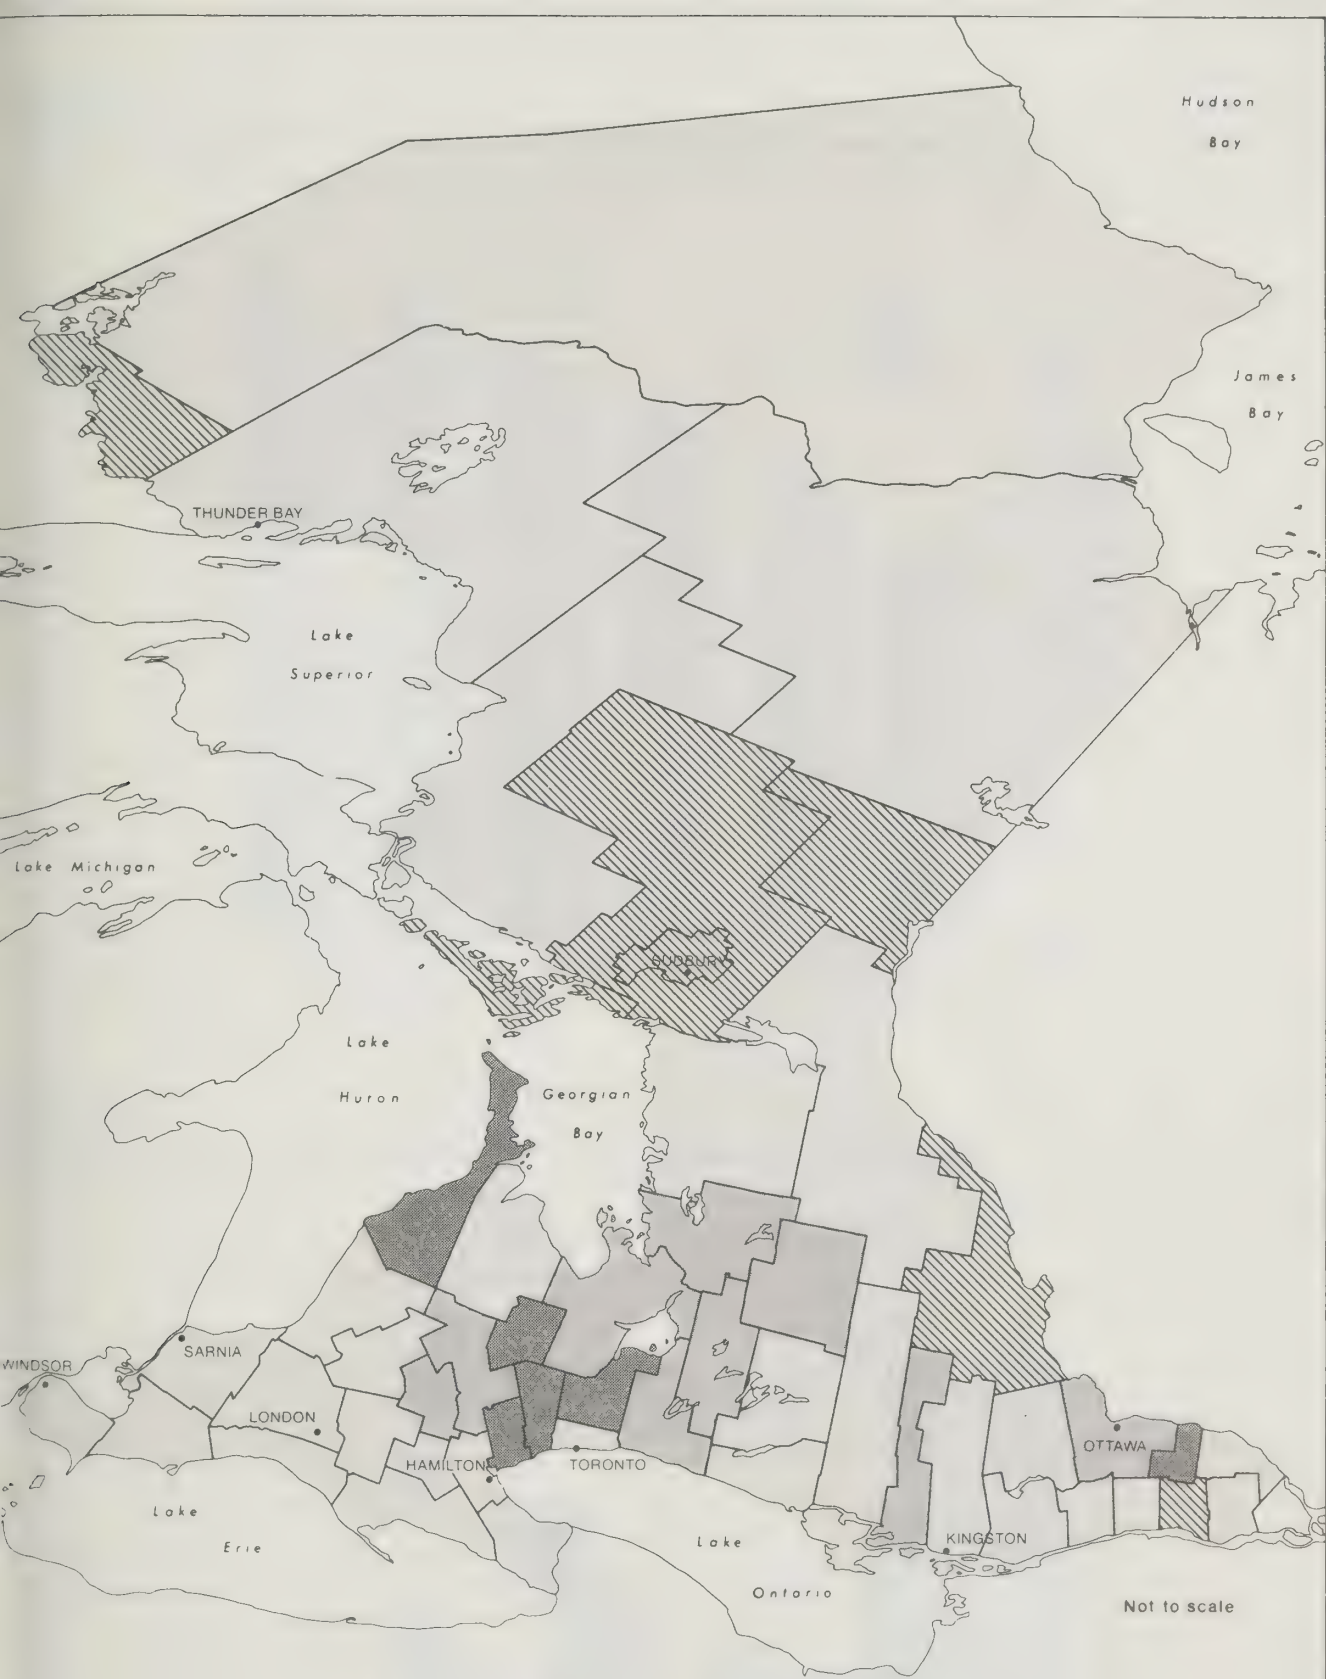 Hudson
Bay
James
Bay
THUNDER BAY
Lake
Superior
Lake Michigan
SUDBURY
Lake
Huron
Georgian
Bay
SARNIA
WINDSOR
LONDON
HAMILTON
TORONTO
OTTAWA
KINGSTON
Lake
Erie
Lake
Ontario
Not to scale